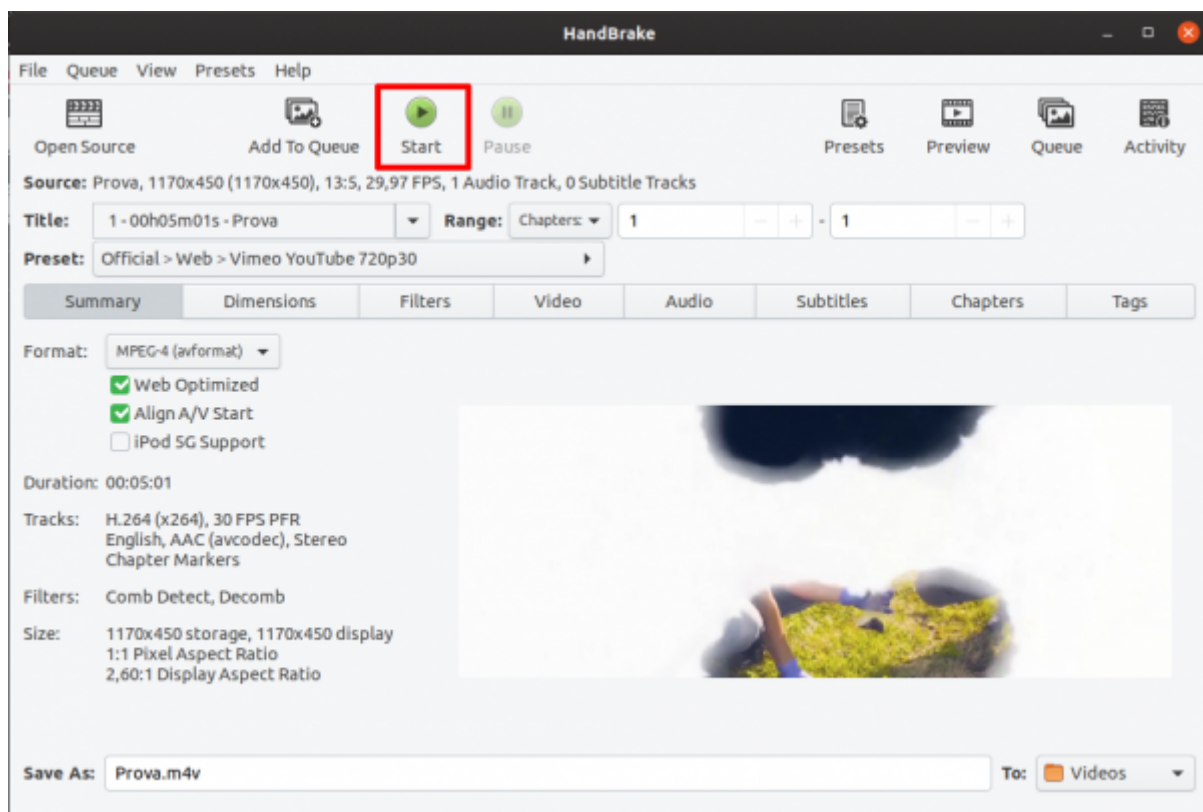 HandBrake
File Queue View Presets Help
Open Source Add To Queue Start Pause Presets Preview Queue Activity
Source: Prova, 1170x450 (1170x450), 13:5, 29,97 FPS, 1 Audio Track, 0 Subtitle Tracks
Title: 1 - 00h05m01s - Prova Range: Chapters: 1 - 1
Preset: Official > Web > Vimeo YouTube 720p30
Summary Dimensions Filters Video Audio Subtitles Chapters Tags
Format: MPEG-4 (avformat)
Web Optimized
Align A/V Start
iPod 5G Support
Duration: 00:05:01
Tracks: H.264 (x264), 30 FPS PFR
English, AAC (avcodec), Stereo
Chapter Markers
Filters: Comb Detect, Decomb
Size: 1170x450 storage, 1170x450 display
1:1 Pixel Aspect Ratio
2,60:1 Display Aspect Ratio
Save As: Prova.m4v To: Videos